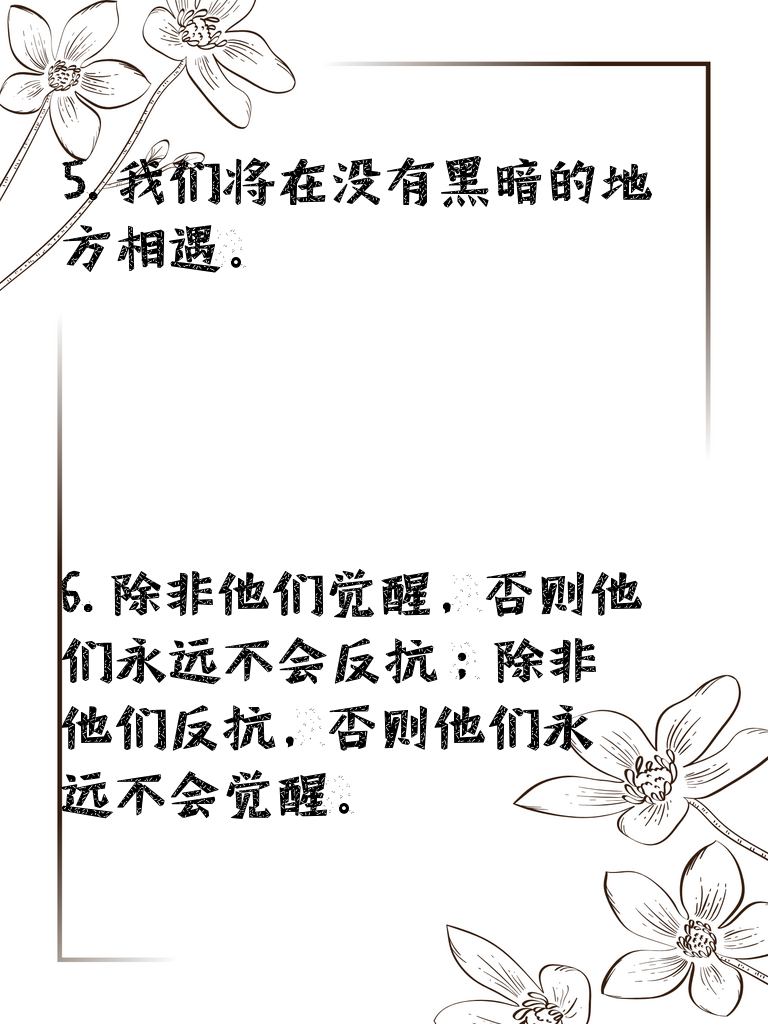 5. 我们将在没有黑暗的地
方相遇。
6. 除非他们觉醒，否则他
们永远不会反抗；除非
他们反抗，否则他们永
远不会觉醒。